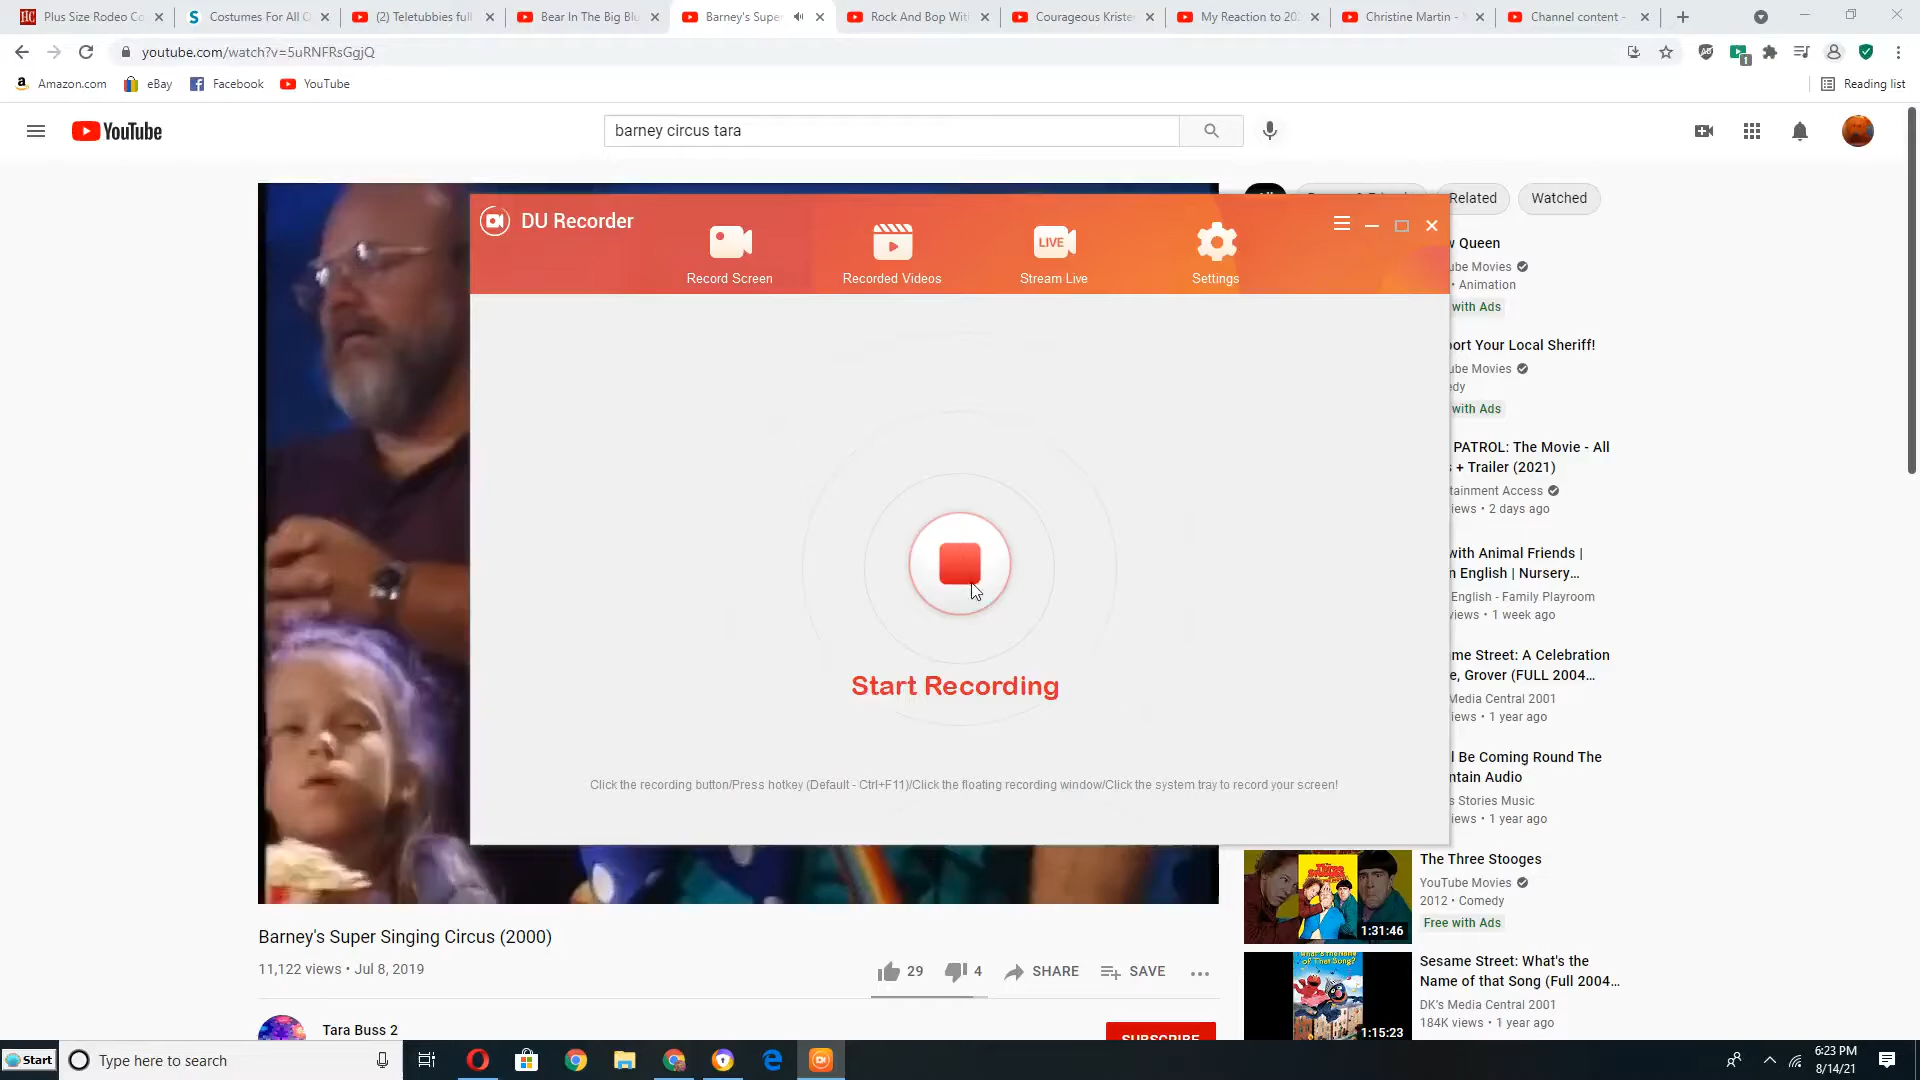 Plus Size Rodeo Co
Costumes For All O
(2) Teletubbies full
Bear In The Big Blu
Barney's Supe
Rock And Bop Wit
Courageous Kriste
My Reaction to 20
Christine Martin -
Channel content -
youtube.com/watch?v=5uRNFRsGgjQ
1
Amazon.com
eBay
Facebook
YouTube
Reading list
YouTube
barney circus tara
Related
Watched
DU Recorder
Record Screen
Recorded Videos
LIVE
Stream Live
Settings
Start Recording
Click the recording button/Press hotkey (Default - Ctrl+F11)/Click the floating recording window/Click the system tray to record your screen!
w Queen
ube Movies
• Animation
with Ads
port Your Local Sheriff!
ube Movies
edy
with Ads
PATROL: The Movie - All
s + Trailer (2021)
tainment Access
iews • 2 days ago
with Animal Friends |
n English | Nursery...
English - Family Playroom
iews • 1 week ago
me Street: A Celebration
e, Grover (FULL 2004...
Media Central 2001
iews • 1 year ago
ll Be Coming Round The
ntain Audio
s Stories Music
iews • 1 year ago
The Three Stooges
YouTube Movies
2012 • Comedy
Free with Ads
1:31:46
Sesame Street: What's the
Name of that Song (Full 2004...
DK's Media Central 2001
184K views • 1 year ago
1:15:23
Barney's Super Singing Circus (2000)
11,122 views • Jul 8, 2019
29
4
SHARE
SAVE
Tara Buss 2
SUBSCRIBE
Start
Type here to search
6:23 PM
8/14/21